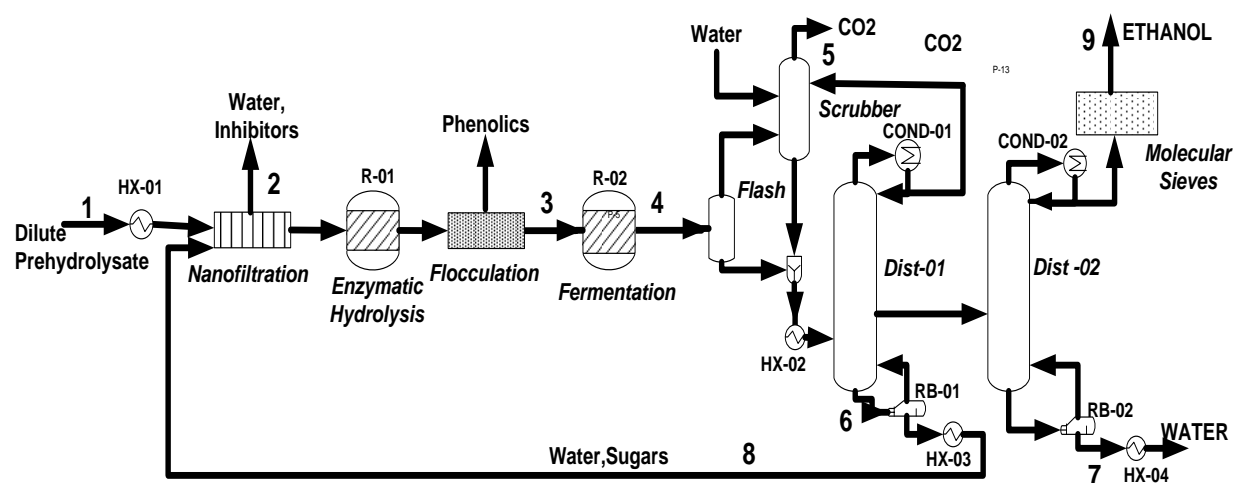 Water
CO2
5
CO2
9
ETHANOL
P-13
Water,
Inhibitors
Phenolics
Scrubber
COND-01
COND-02
Molecular
Sieves
HX-01
2
R-01
R-02
Flash
1
3
P-5
4
Dilute
Prehydrolysate
Nanofiltration
Enzymatic
Hydrolysis
Flocculation
Fermentation
Dist-01
Dist -02
HX-02
RB-01
6
RB-02
WATER
Water,Sugars
8
HX-03
7
HX-04